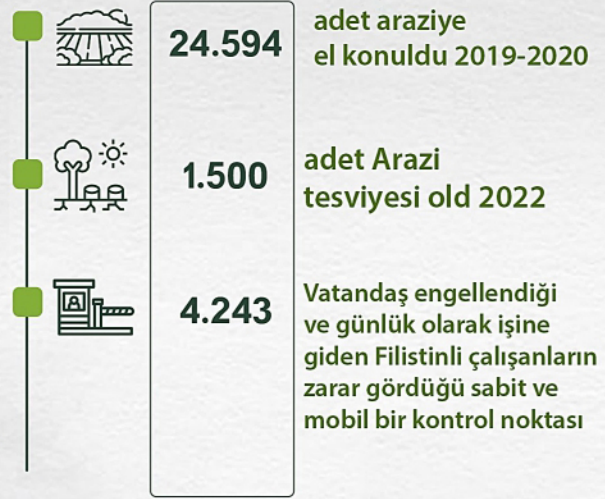 24.594
adet araziye
el konuldu 2019-2020
1.500
adet Arazi
tesviyesi old 2022
4.243
Vatandaş engellendiği
ve günlük olarak işine
giden Filistinli çalışanların
zarar gördüğü sabit ve
mobil bir kontrol noktası